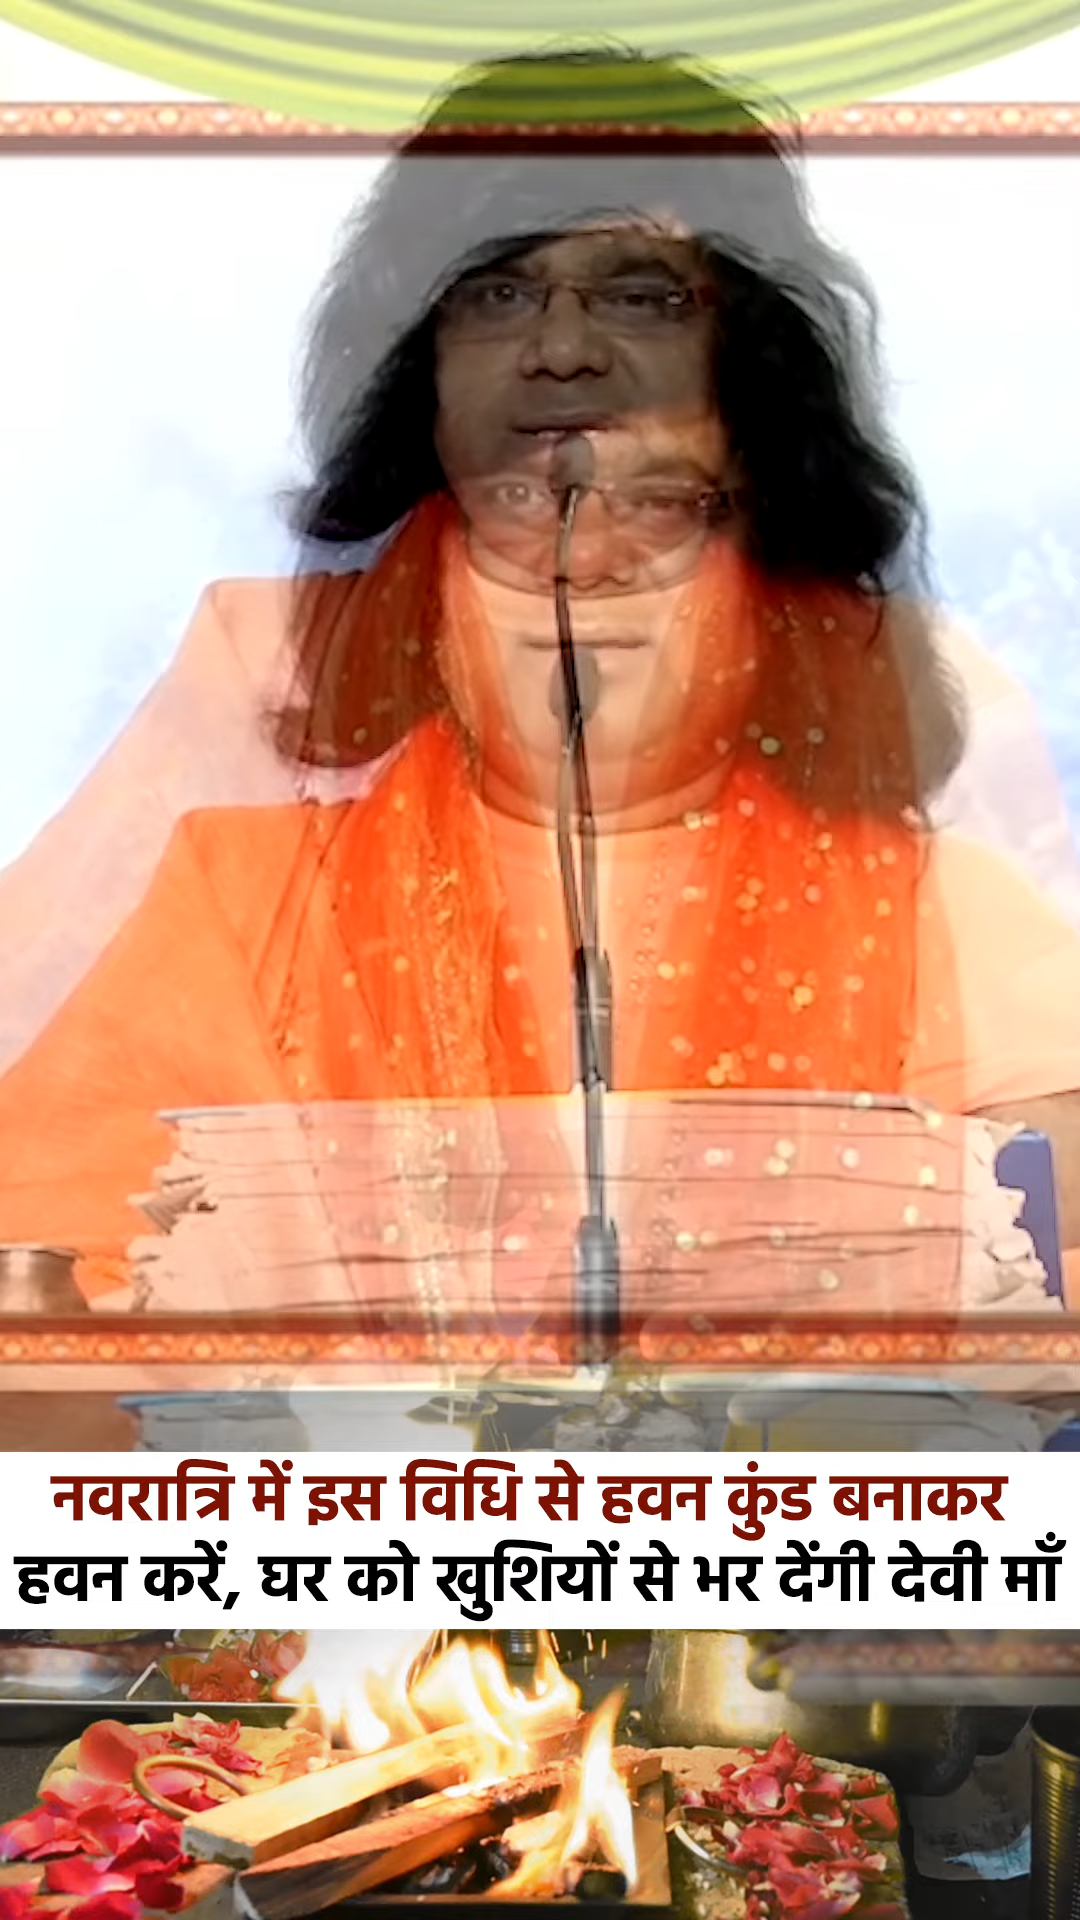 नवरात्रि में इस विधि से हवन कुंड बनाकर
हवन करें, घर को खुशियों से भर देंगी देवी माँ